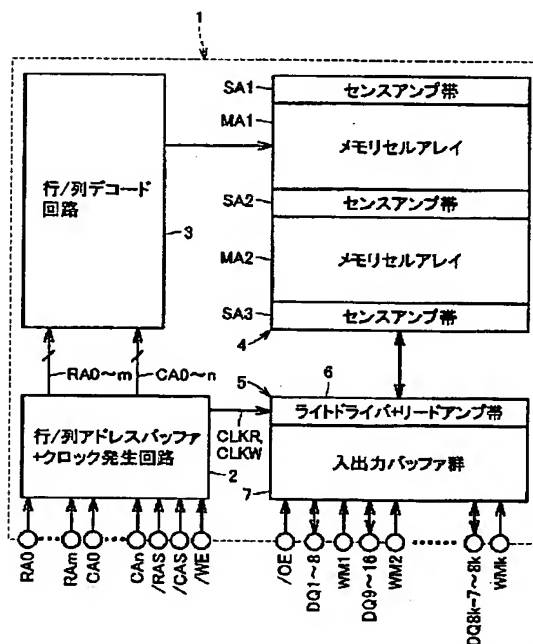 1
SA1
センスアンプ帯
MA1
メモリセルアレイ
SA2
センスアンプ帯
MA2
メモリセルアレイ
SA3
センスアンプ帯
4
行/列デコード
回路
3
RA0～m
CA0～n
行/列アドレスバッファ
+クロック発生回路
2
CLKR,
CLKW
5
6
ライトドライバ+リードアンプ帯
入出力バッファ群
7
RA0
RAm
CA0
CAn
/RAS
/CAS
/WE
/OE
DQ1～8
WM1
DQ9～16
WM2
DQ8k=7～8k
WMk